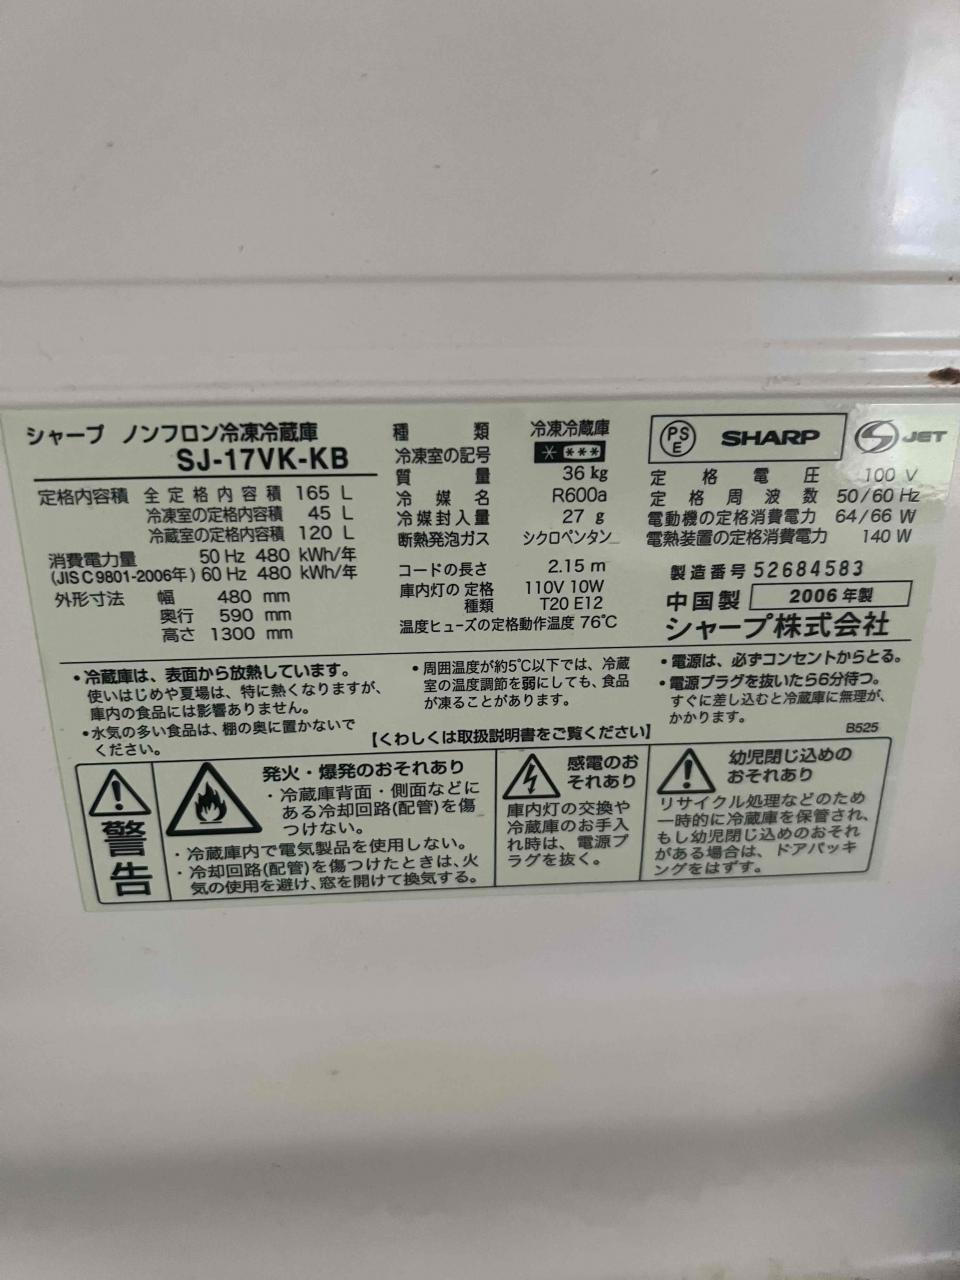 シャープ ノンフロン冷凍冷蔵庫
SJ-17VK-KB
定格内容積 全定格内容積 165 L
冷凍室の定格内容積 45 L
冷蔵室の定格内容積 120 L
消費電力量 50 Hz 480 kWh/年
(JIS C 9801-2006年) 60 Hz 480 kWh/年
外形寸法 幅 480 mm
奥行 590 mm
高さ 1300 mm
種類 冷凍冷蔵庫
冷凍室の記号 * ***
質量 36 kg
冷媒名 R600a
冷媒封入量 27 g
断熱発泡ガス シクロペンタン
コードの長さ 2.15 m
庫内灯の 定格 110V 10W
種類 T20 E12
温度ヒューズの定格動作温度 76℃
PS
E
SHARP
JET
定格電圧 100 V
定格周波数 50/60 Hz
電動機の定格消費電力 64/66 W
電熱装置の定格消費電力 140 W
製造番号 52684583
中国製 2006年製
シャープ株式会社
・冷蔵庫は、表面から放熱しています。
使いはじめや夏場は、特に熱くなりますが、
庫内の食品には影響ありません。
・水気の多い食品は、棚の奥に置かないで
ください。
・周囲温度が約5℃以下では、冷蔵
室の温度調節を弱にしても、食品
が凍ることがあります。
・電源は、必ずコンセントからとる。
・電源プラグを抜いたら6分待つ。
すぐに差し込むと冷蔵庫に無理が、
かかります。
【くわしくは取扱説明書をご覧ください】
B525
警告
発火・爆発のおそれあり
・冷蔵庫背面・側面などに
ある冷却回路(配管)を傷
つけない。
・冷蔵庫内で電気製品を使用しない。
・冷却回路(配管)を傷つけたときは、火
気の使用を避け、窓を開けて換気する。
感電のお
それあり
庫内灯の交換や
冷蔵庫のお手入
れ時は、電源プ
ラグを抜く。
幼児閉じ込めの
おそれあり
リサイクル処理などのため
一時的に冷蔵庫を保管され、
もし幼児閉じ込めのおそれ
がある場合は、ドアパッキ
ングをはずす。